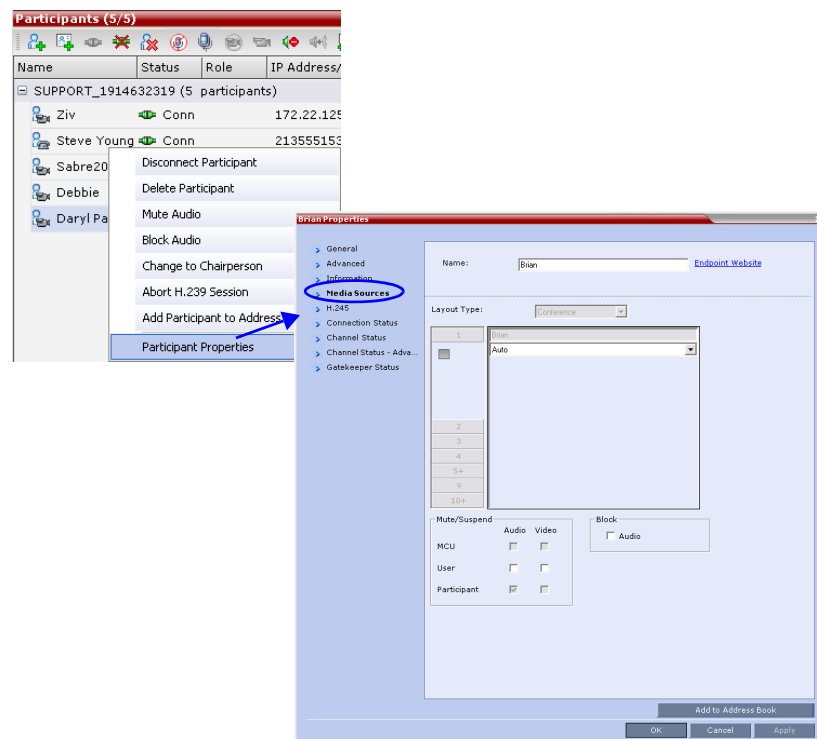 Participants (5/5)
Name Status Role IP Address/
SUPPORT_1914632319 (5 participants)
Ziv Conn 172.22.125
Steve Young Conn 213555153
Sabre20
Debbie
Daryl Pa
Disconnect Participant
Delete Participant
Mute Audio
Block Audio
Change to Chairperson
Abort H.239 Session
Add Participant to Address
Participant Properties
Brian Properties
General
Advanced
Information
Media Sources
H.245
Connection Status
Channel Status
Channel Status - Adva...
Gatekeeper Status
Name: Brian Endpoint Website
Layout Type: Conference
1 Brian
Auto
2
3
4
5+
9
10+
Mute/Suspend
Audio Video
MCU
User
Participant
Block
Audio
Add to Address Book
OK Cancel Apply